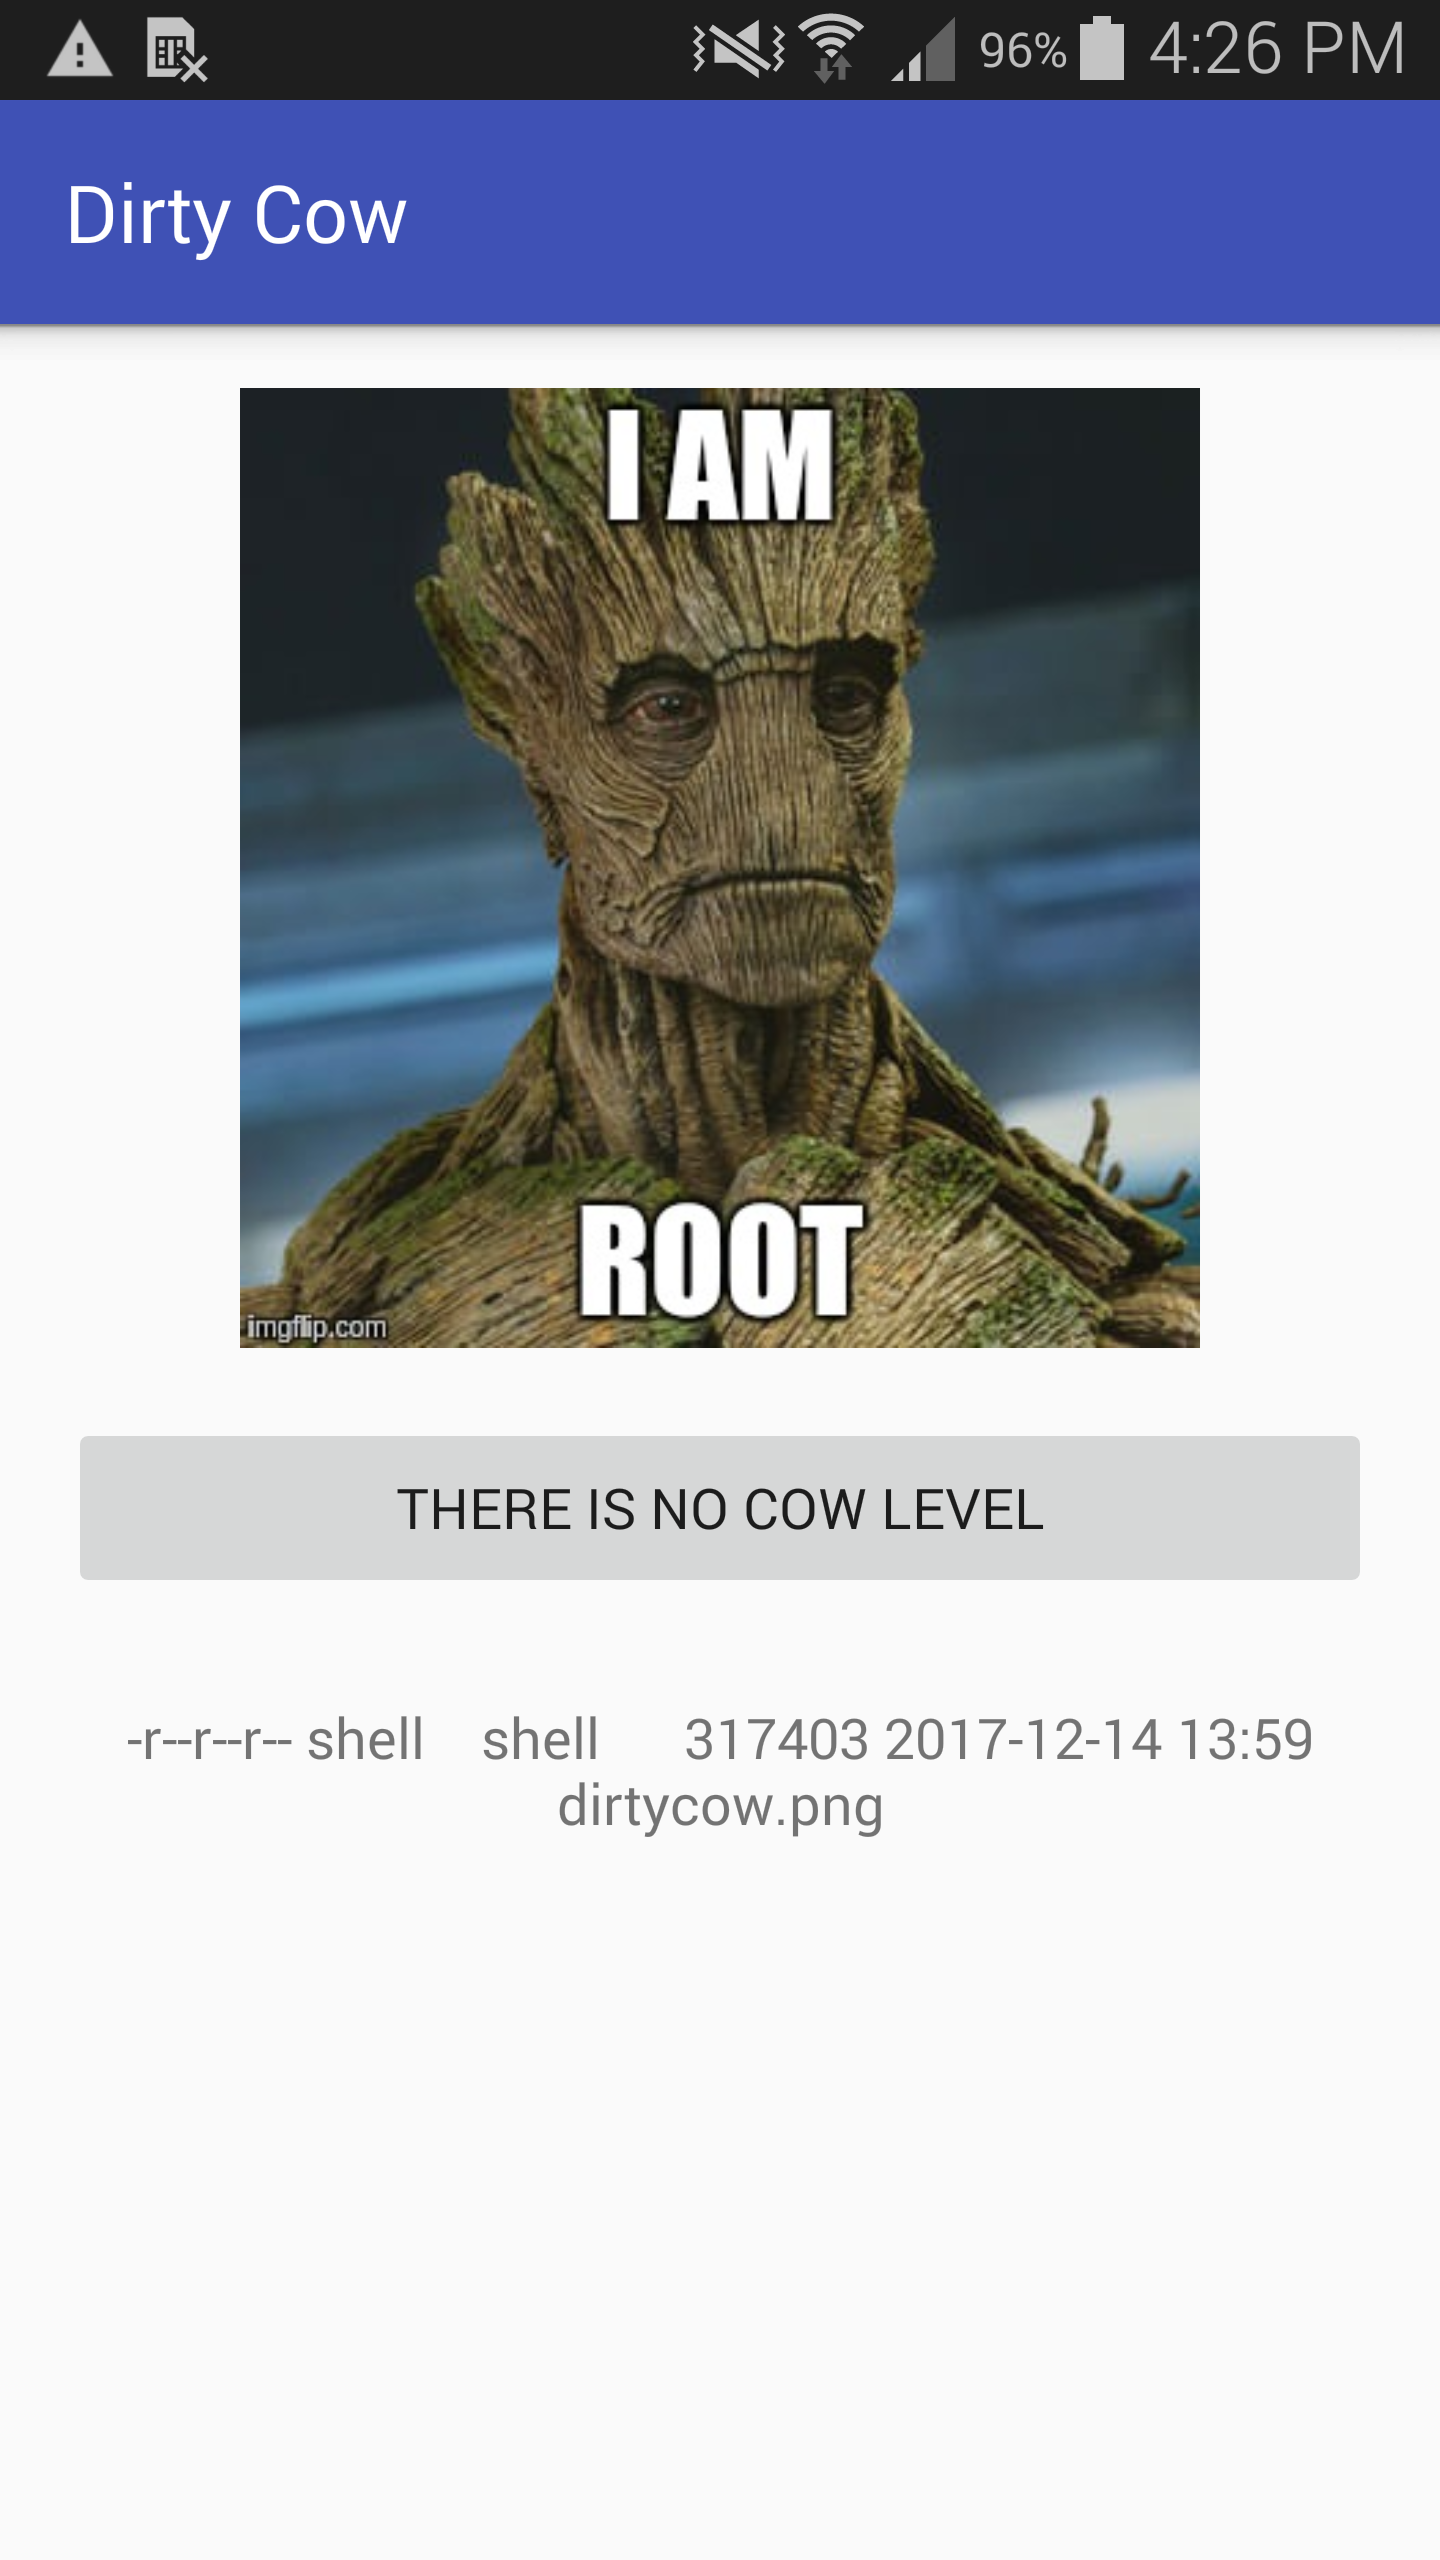 96% 4:26 PM
Dirty Cow
I AM
ROOT
imgflip.com
THERE IS NO COW LEVEL
-r--r--r-- shell    shell      317403 2017-12-14 13:59
dirtycow.png